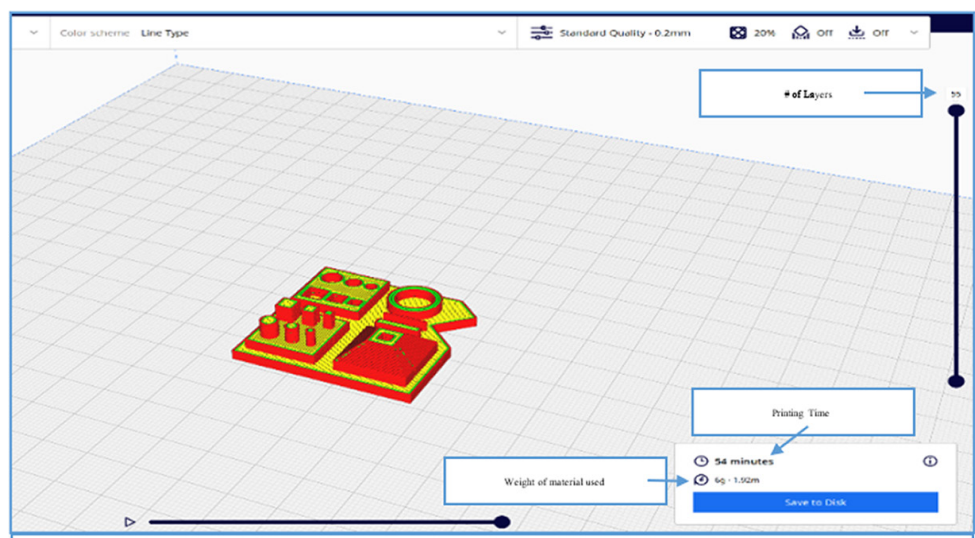 Color scheme Line Type
Standard Quality - 0.2mm 20% Off Off
# of Layers
55
Printing Time
54 minutes
Weight of material used
6g · 1.92m
Save to Disk